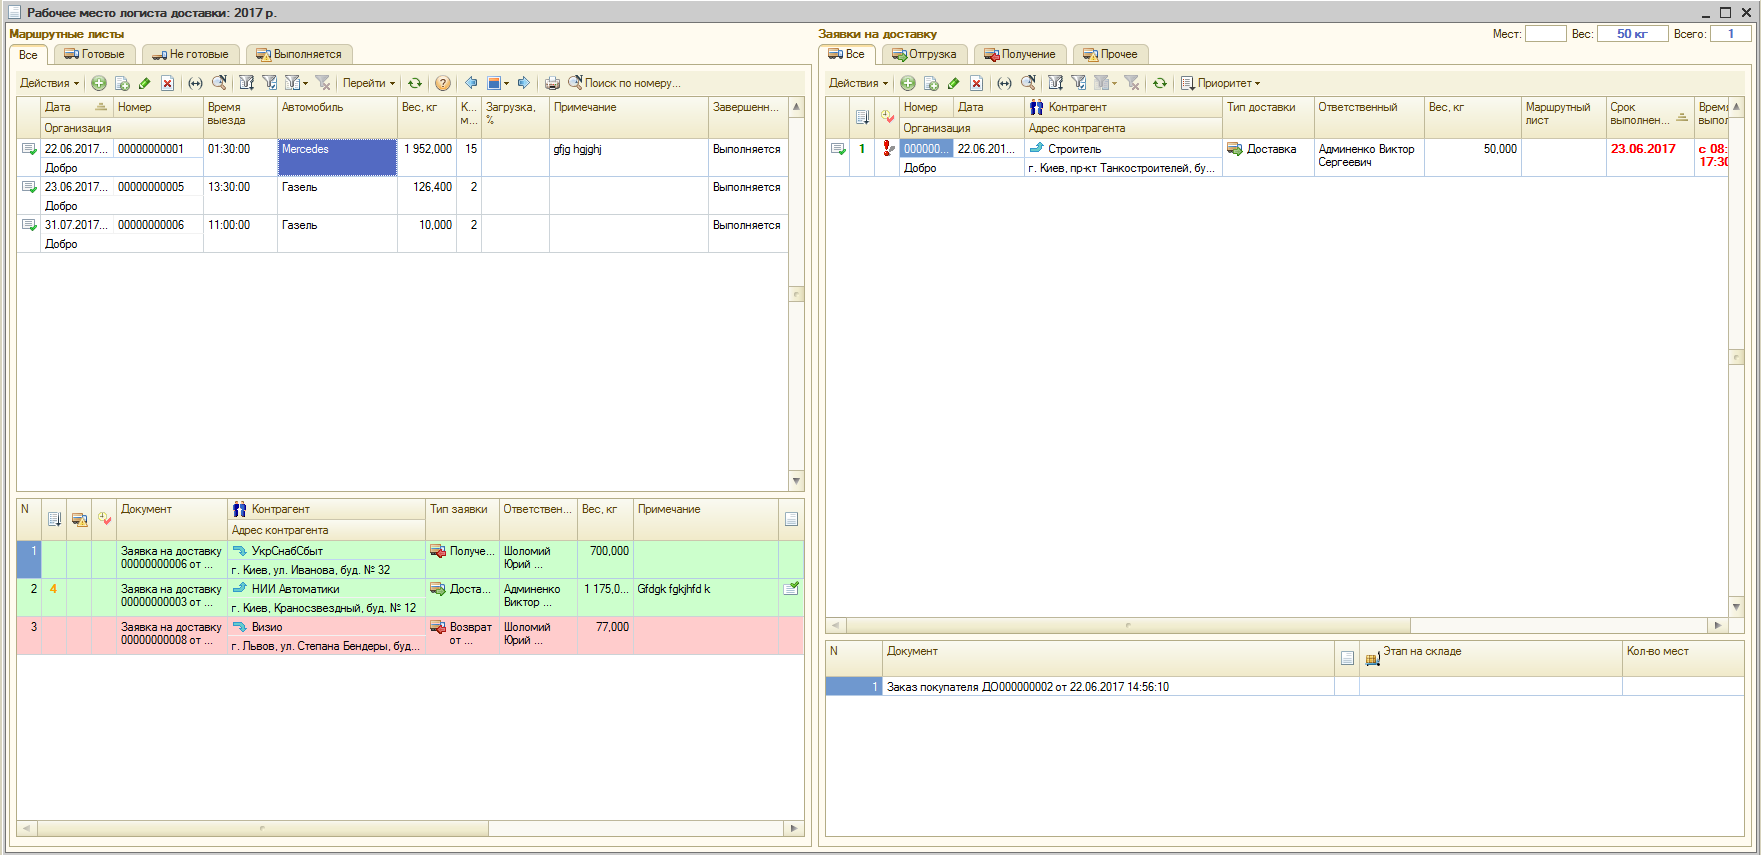 Рабочее место логиста доставки: 2017 р.
Маршрутные листы
Все Готовые Не готовые Выполняется
Действия Перейти Поиск по номеру...
Дата Номер Время выезда Автомобиль Вес, кг К... м... Загрузка, % Примечание Завершенн...
Организация
22.06.2017... 00000000001 01:30:00 Mercedes 1 952,000 15 gfjg hgjghj Выполняется
Добро
23.06.2017... 00000000005 13:30:00 Газель 126,400 2 Выполняется
Добро
31.07.2017... 00000000006 11:00:00 Газель 10,000 2 Выполняется
Добро
N Документ Контрагент Тип заявки Ответствен... Вес, кг Примечание
Адрес контрагента
1 Заявка на доставку УкрСнабСбыт Получе... Шоломий 700,000
00000000006 от ... г. Киев, ул. Иванова, буд. № 32 Юрий ...
2 4 Заявка на доставку НИИ Автоматики Доста... Админенко 1 175,0... Gfdgk fgkjhfd k
00000000003 от ... г. Киев, Краснозвездный, буд. № 12 Виктор ...
3 Заявка на доставку Визио Возврат Шоломий 77,000
00000000008 от ... г. Львов, ул. Степана Бендеры, буд... от ... Юрий ...
Заявки на доставку Мест: Вес: 50 кг Всего: 1
Все Отгрузка Получение Прочее
Действия Приоритет
Номер Дата Контрагент Тип доставки Ответственный Вес, кг Маршрутный лист Срок выполнен... Время выпол
Организация Адрес контрагента
1 000000... 22.06.201... Строитель Доставка Админенко Виктор 50,000 23.06.2017 с 08:
Добро г. Киев, пр-кт Танкостроителей, бу... Сергеевич 17:30
N Документ Этап на складе Кол-во мест
1 Заказ покупателя ДО000000002 от 22.06.2017 14:56:10